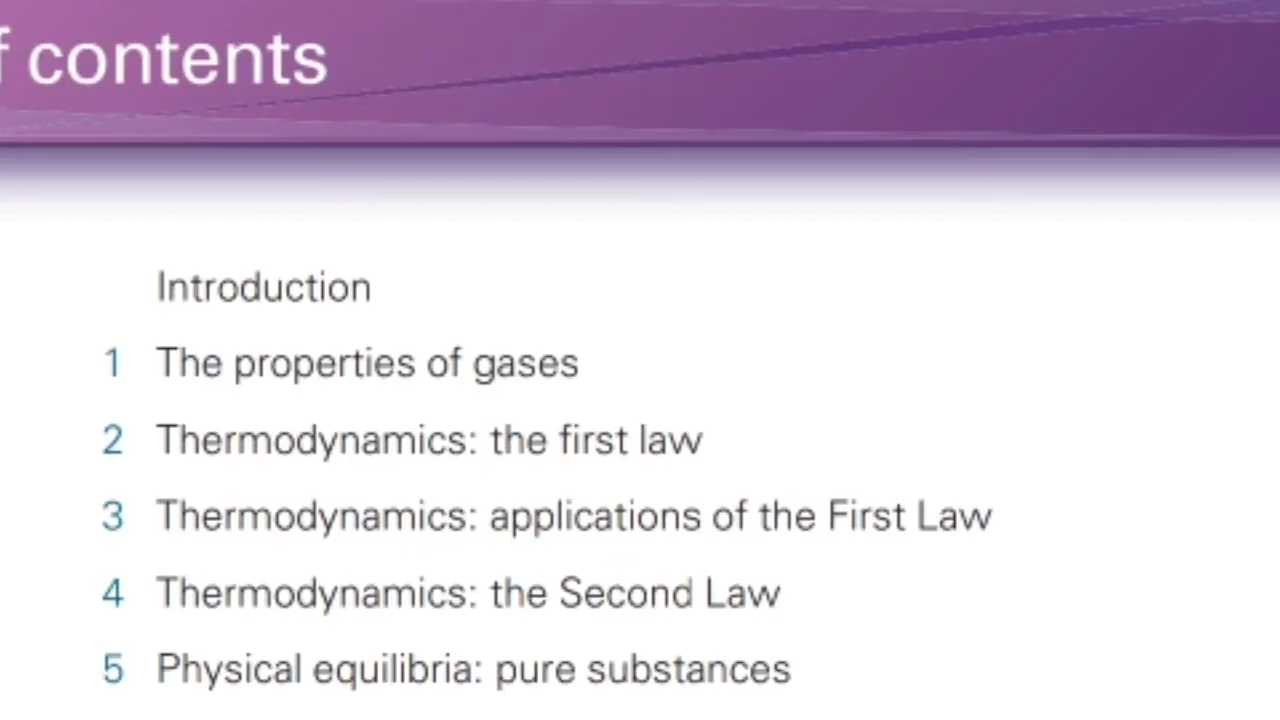 f contents
Introduction
1 The properties of gases
2 Thermodynamics: the first law
3 Thermodynamics: applications of the First Law
4 Thermodynamics: the Second Law
5 Physical equilibria: pure substances